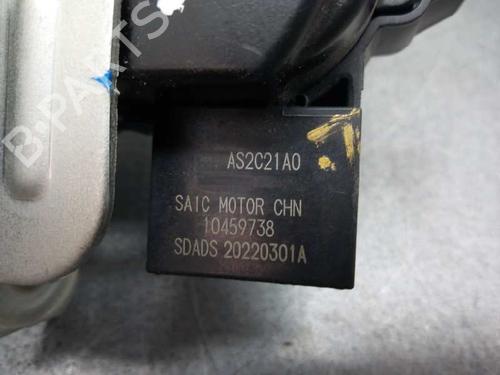 B-PARTS
AS2C21A0
SAIC MOTOR CHN
10459738
SDADS 20220301A